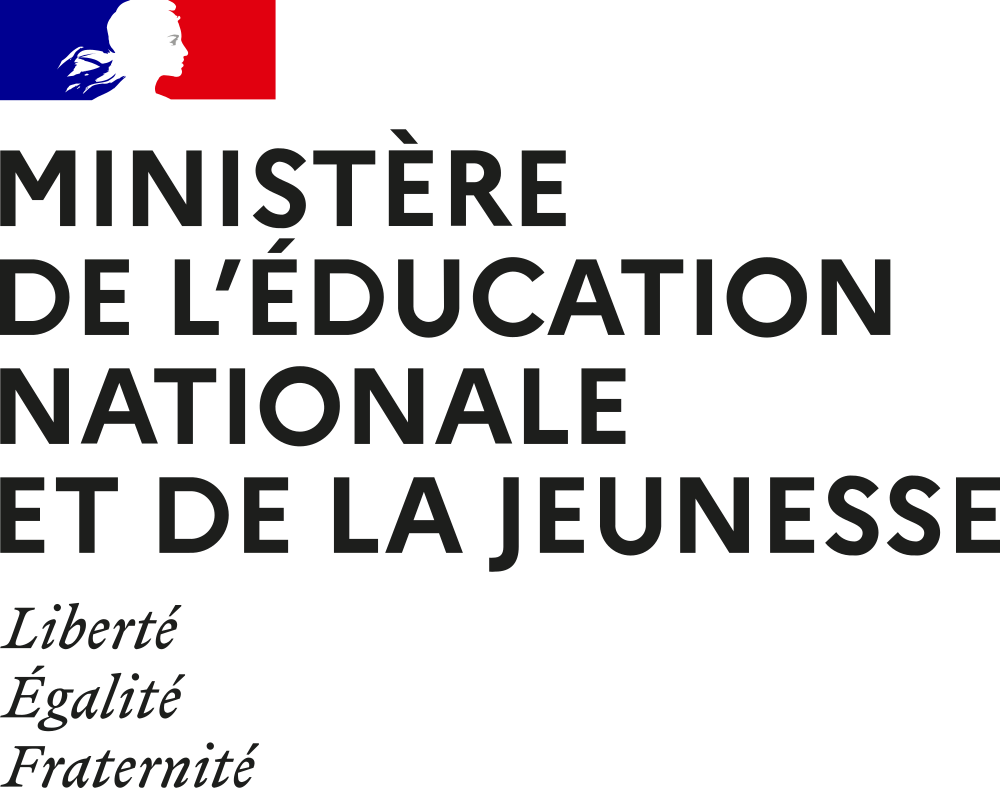 MINISTÈRE
DE L’ÉDUCATION
NATIONALE
ET DE LA JEUNESSE
Liberté
Égalité
Fraternité